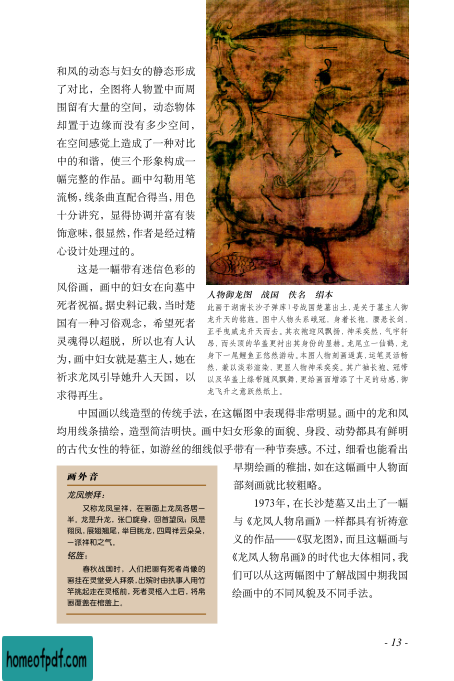 和凤的动态与妇女的静态形成
了对比，全图将人物置中而周
围留有大量的空间，动态物体
却置于边缘而没有多少空间，
在空间感觉上造成了一种对比
中的和谐，使三个形象构成一
幅完整的作品。画中勾勒用笔
流畅，线条曲直配合得当，用色
十分讲究，显得协调并富有装
饰意味，很显然，作者是经过精
心设计处理过的。
这是一幅带有迷信色彩的
风俗画，画中的妇女在向墓中
死者祝福。据史料记载，当时楚
国有一种习俗观念，希望死者
灵魂得以超脱，所以也有人认
为，画中妇女就是墓主人，她在
祈求龙凤引导她升入天国，以
求得再生。
人物御龙图 战国 佚名 绢本
此画于湖南长沙子弹库1号战国楚墓出土，是关于墓主人御
龙升天的铭旌。图中人物头系峨冠，身着长袍，腰悬长剑，
正手曳威龙升天而去。其衣袍迎风飘扬，神采奕然，气宇轩
昂，而头顶的华盖更衬出其身份的显赫。龙尾立一仙鹤，龙
身下一尾鲤鱼正悠然游动。本图人物刻画逼真，运笔灵活畅
然，兼以淡彩渲染，更显人物神采奕奕。其广袖长袍、冠带
以及华盖上缘帮随风飘舞，更给画面增添了十足的动感，御
龙飞升之意跃然纸上。
中国画以线造型的传统手法，在这幅图中表现得非常明显。画中的龙和凤
均用线条描绘，造型简洁明快。画中妇女形象的面貌、身段、动势都具有鲜明
的古代女性的特征，如游丝的细线似乎带有一种节奏感。不过，细看也能看出
早期绘画的稚拙，如在这幅画中人物面
部刻画就比较粗略。
1973年，在长沙楚墓又出土了一幅
与《龙凤人物帛画》一样都具有祈祷意
义的作品——《驭龙图》，而且这幅画与
《龙凤人物帛画》的时代也大体相同，我
们可以从这两幅图中了解战国中期我国
绘画中的不同风貌及不同手法。
画外音
龙凤崇拜：
又称龙凤呈祥，在画面上龙凤各居一
半，龙是升龙，张口旋身，回首望凤；凤是
翔凤，展翅翘尾，举目眺龙，四周祥云朵朵，
一派祥和之气。
铭旌：
春秋战国时，人们把画有死者肖像的
画挂在灵堂受人拜祭，出殡时由执事人用竹
竿挑起走在灵柩前，死者灵柩入土后，将帛
画覆盖在棺盖上。
- 13 -
homeofpdf.com